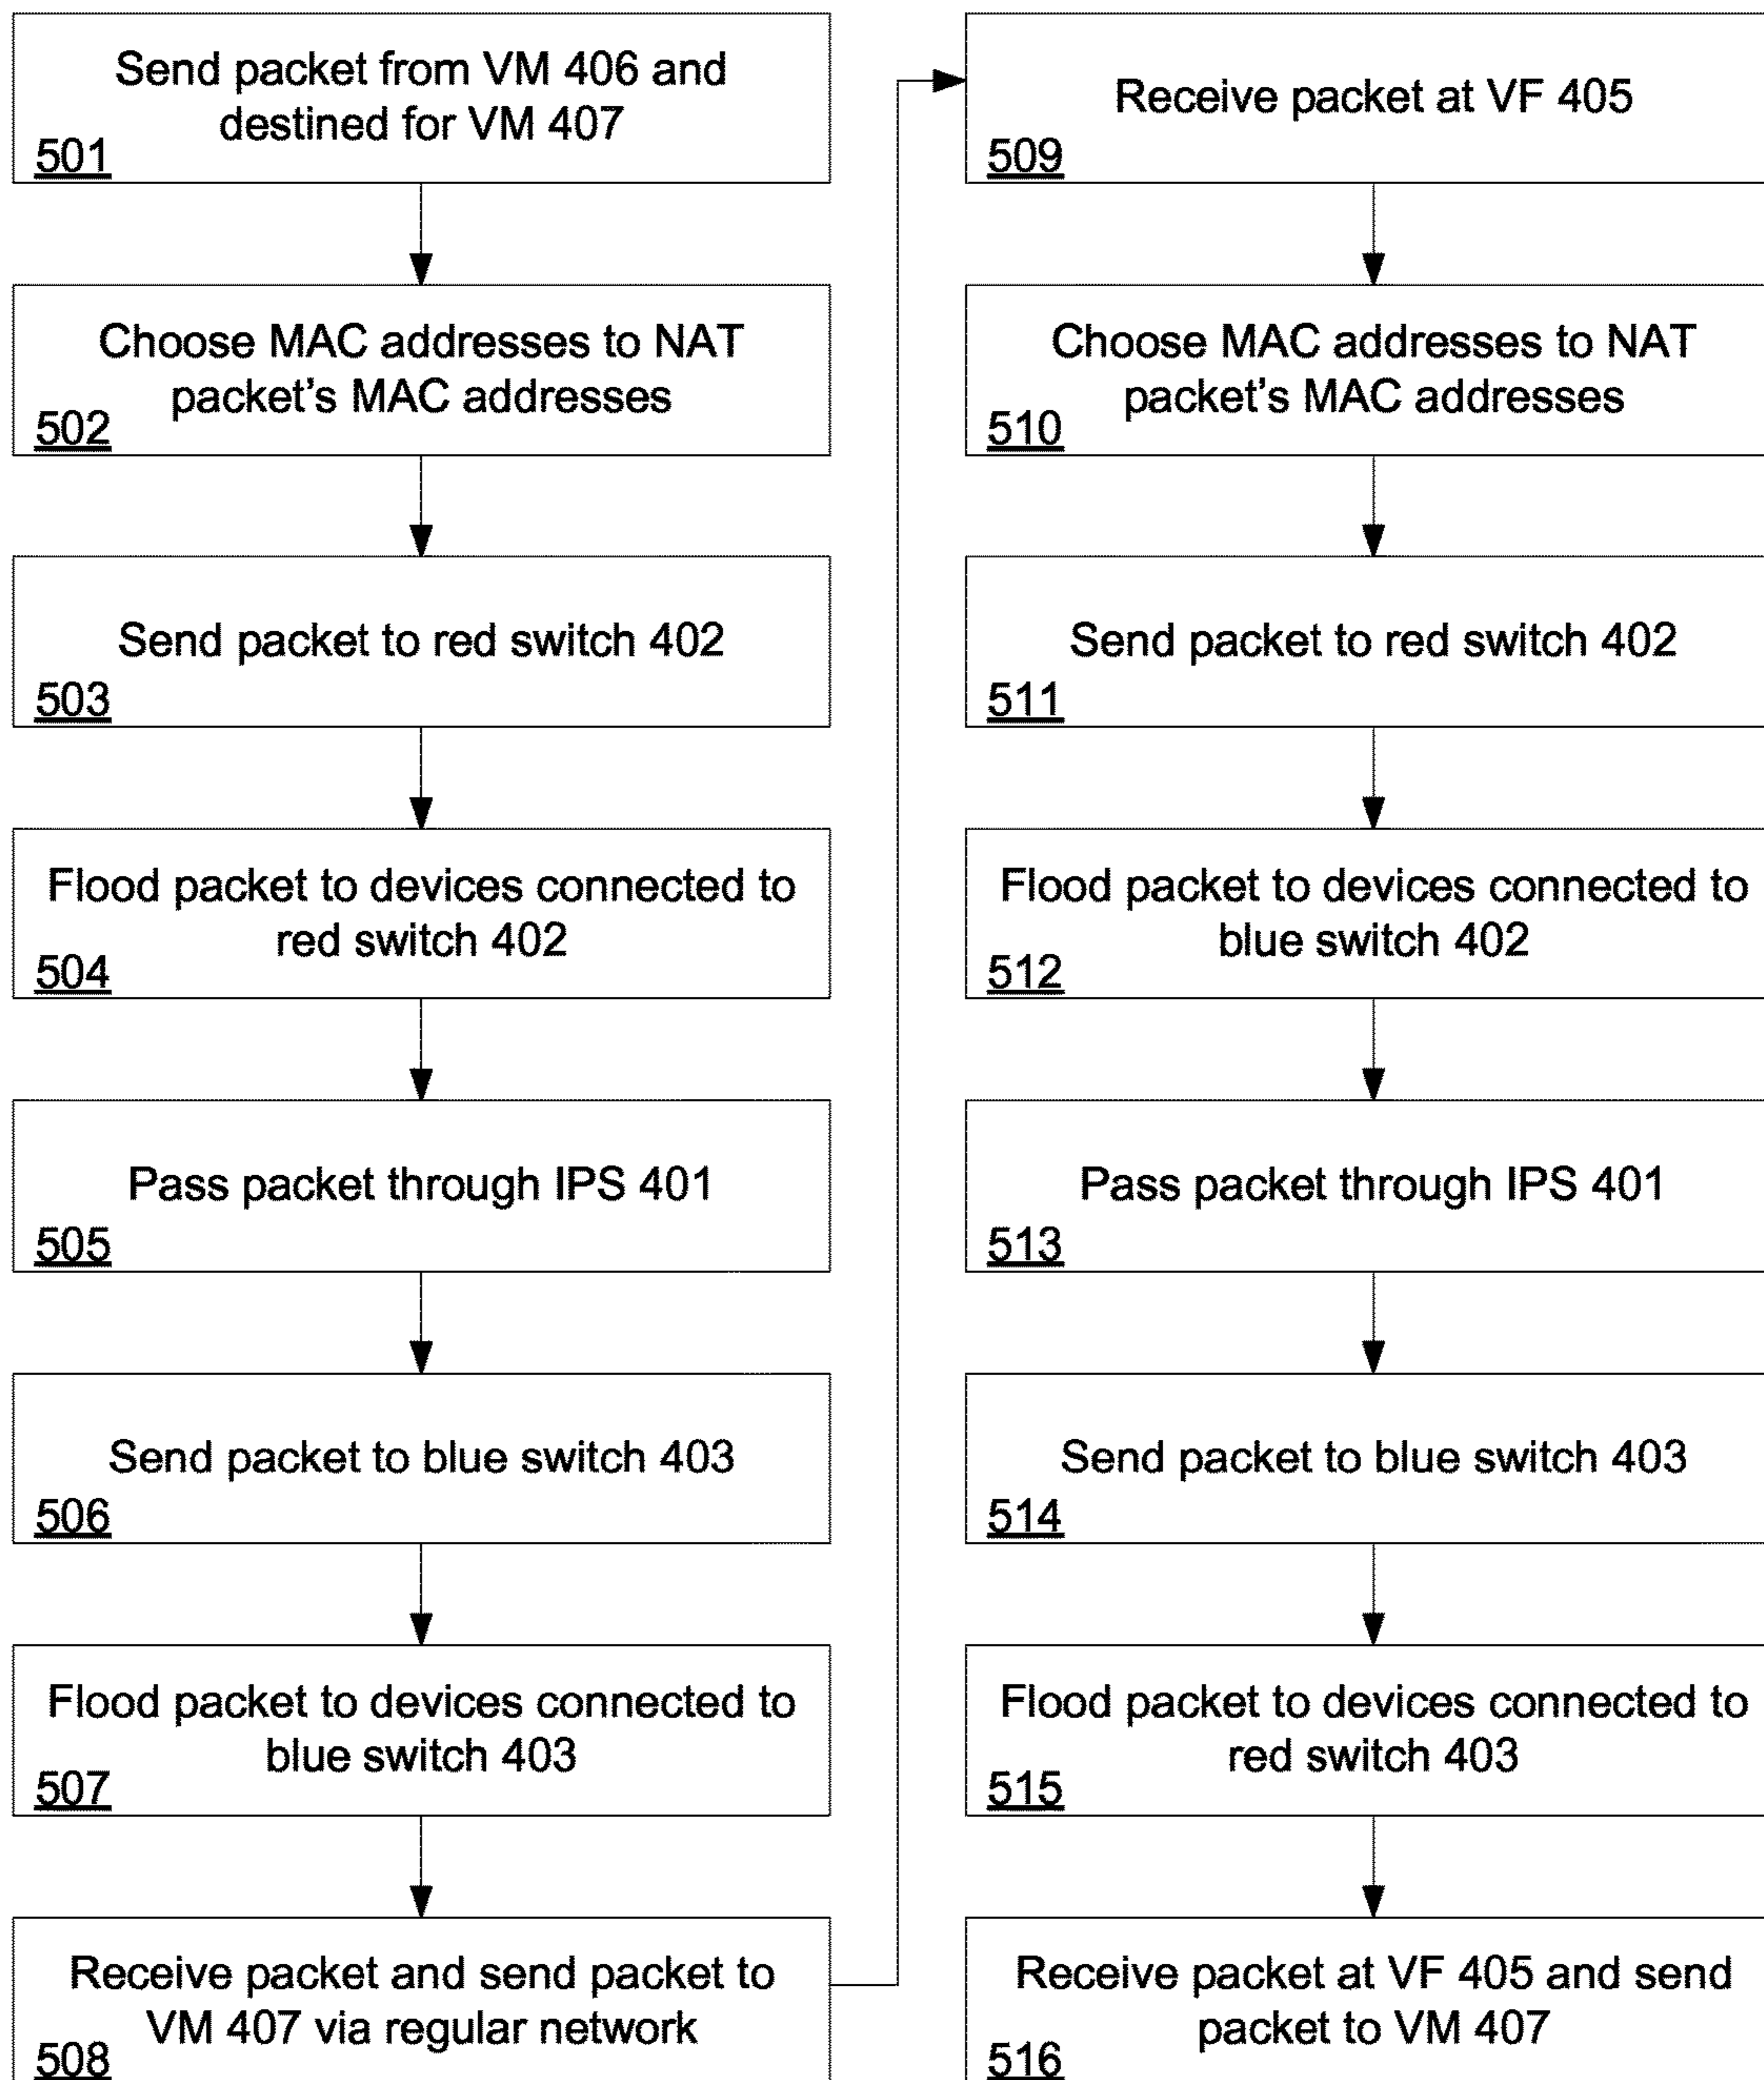 Send packet from VM 406 and
destined for VM 407
501
Choose MAC addresses to NAT
packet's MAC addresses
502
Send packet to red switch 402
503
Flood packet to devices connected to
red switch 402
504
Pass packet through IPS 401
505
Send packet to blue switch 403
506
Flood packet to devices connected to
blue switch 403
507
Receive packet and send packet to
VM 407 via regular network
508
Receive packet at VF 405
509
Choose MAC addresses to NAT
packet's MAC addresses
510
Send packet to red switch 402
511
Flood packet to devices connected to
blue switch 402
512
Pass packet through IPS 401
513
Send packet to blue switch 403
514
Flood packet to devices connected to
red switch 403
515
Receive packet at VF 405 and send
packet to VM 407
516